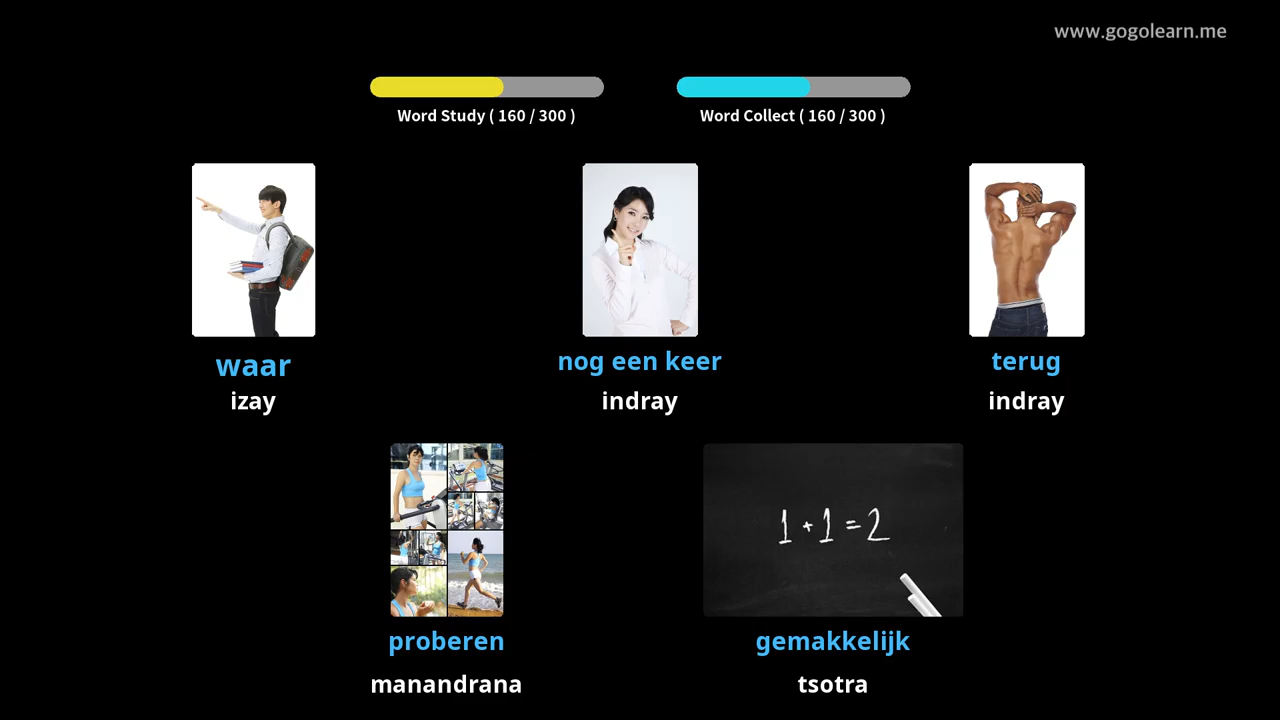 www.gogolearn.me
Word Study ( 160 / 300 )
Word Collect ( 160 / 300 )
waar
izay
nog een keer
indray
terug
indray
1 + 1 = 2
proberen
manandrana
gemakkelijk
tsotra